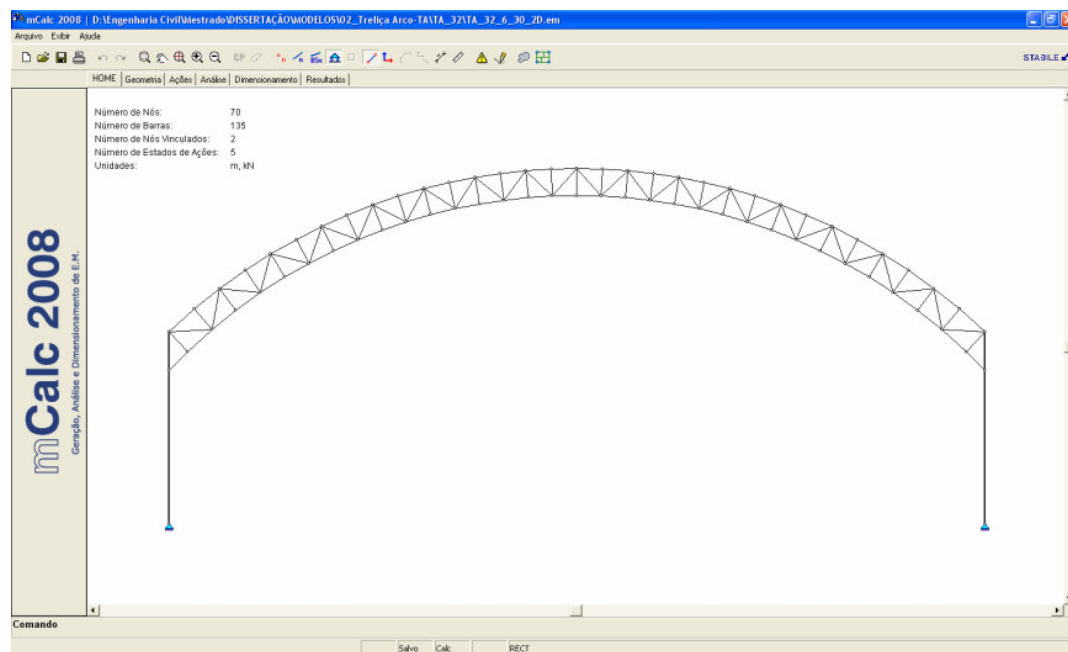 mCalc 2008 | D:\Engenharia Civil\Mestrado\DISSERTAÇÃO\MODELOS\02_Treliça Arco-TA\TA_32\TA_32_6_30_2D.em
Arquivo Exibir Ajuda
CP BSn STABILE
HOME Geometria Ações Análise Dimensionamento Resultados
Número de Nós: 70
Número de Barras: 135
Número de Nós Vinculados: 2
Número de Estados de Ações: 5
Unidades: m, kN
mCalc 2008
Geração, Análise e Dimensionamento de E.M.
Comando
Salvo Calc RECT